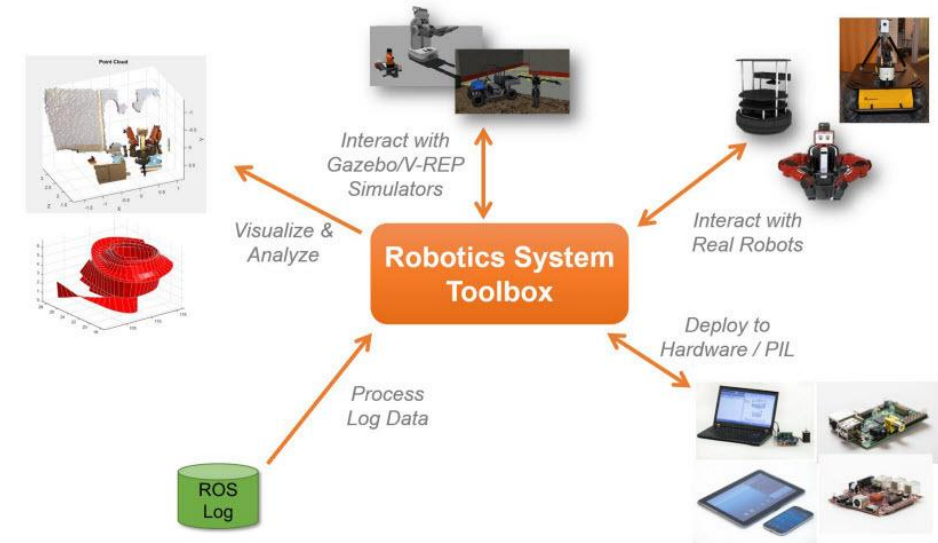 Point Cloud
Interact with
Gazebo/V-REP
Simulators
Visualize &
Analyze
Interact with
Real Robots
Robotics System
Toolbox
Deploy to
Hardware / PIL
Process
Log Data
ROS
Log